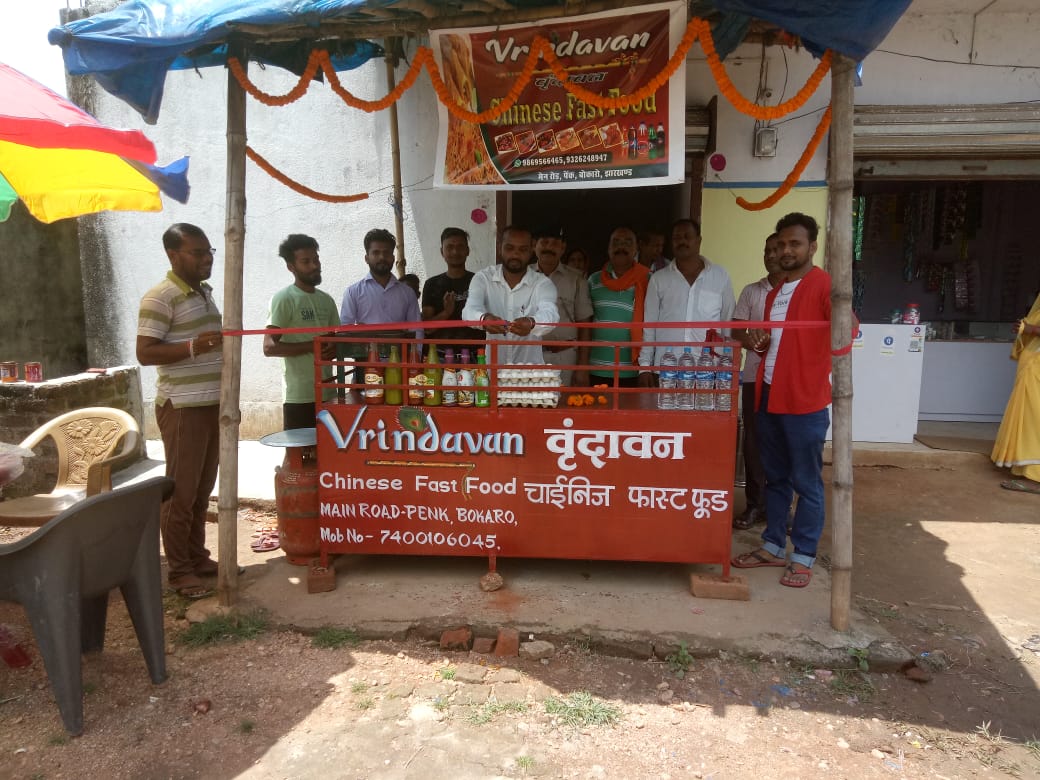 Vrindavan
वृंदावन
Chinese Fast Food
9869566465, 9326248947
मेन रोड़, पेंक, बोकारो, झारखण्ड
Vrindavan वृंदावन
Chinese Fast Food चाईनिज फास्ट फूड
MAIN ROAD-PENK, BOKARO,
Mob No- 7400106045.